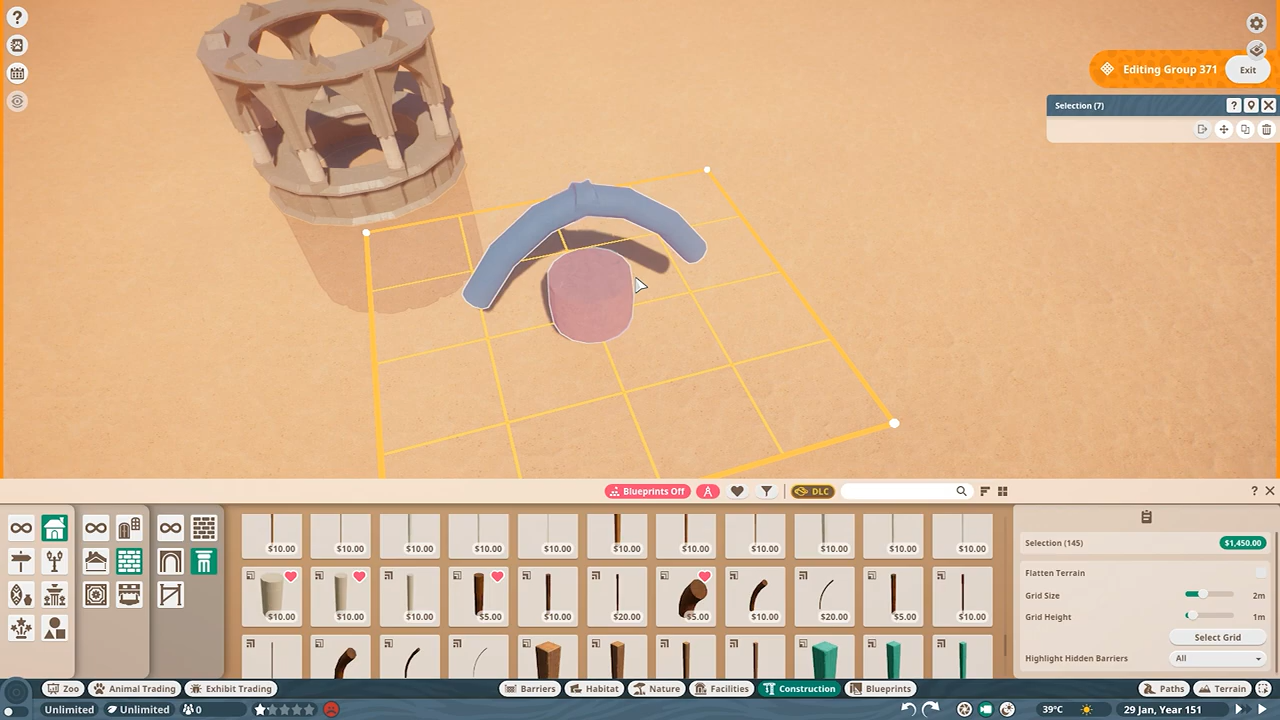 ?
Editing Group 371
Exit
Selection (7)
?
Blueprints Off
DLC
?
$10.00 $10.00 $10.00 $10.00 $10.00 $10.00 $10.00 $10.00 $10.00 $10.00 $10.00
$10.00 $10.00 $10.00 $5.00 $10.00 $20.00 $5.00 $10.00 $20.00 $5.00 $10.00
Selection (145)
$1,450.00
Flatten Terrain
Grid Size
2m
Grid Height
1m
Select Grid
Highlight Hidden Barriers
All
Zoo
Animal Trading
Exhibit Trading
Barriers
Habitat
Nature
Facilities
Construction
Blueprints
Paths
Terrain
Unlimited
Unlimited
0
39°C
29 Jan, Year 151